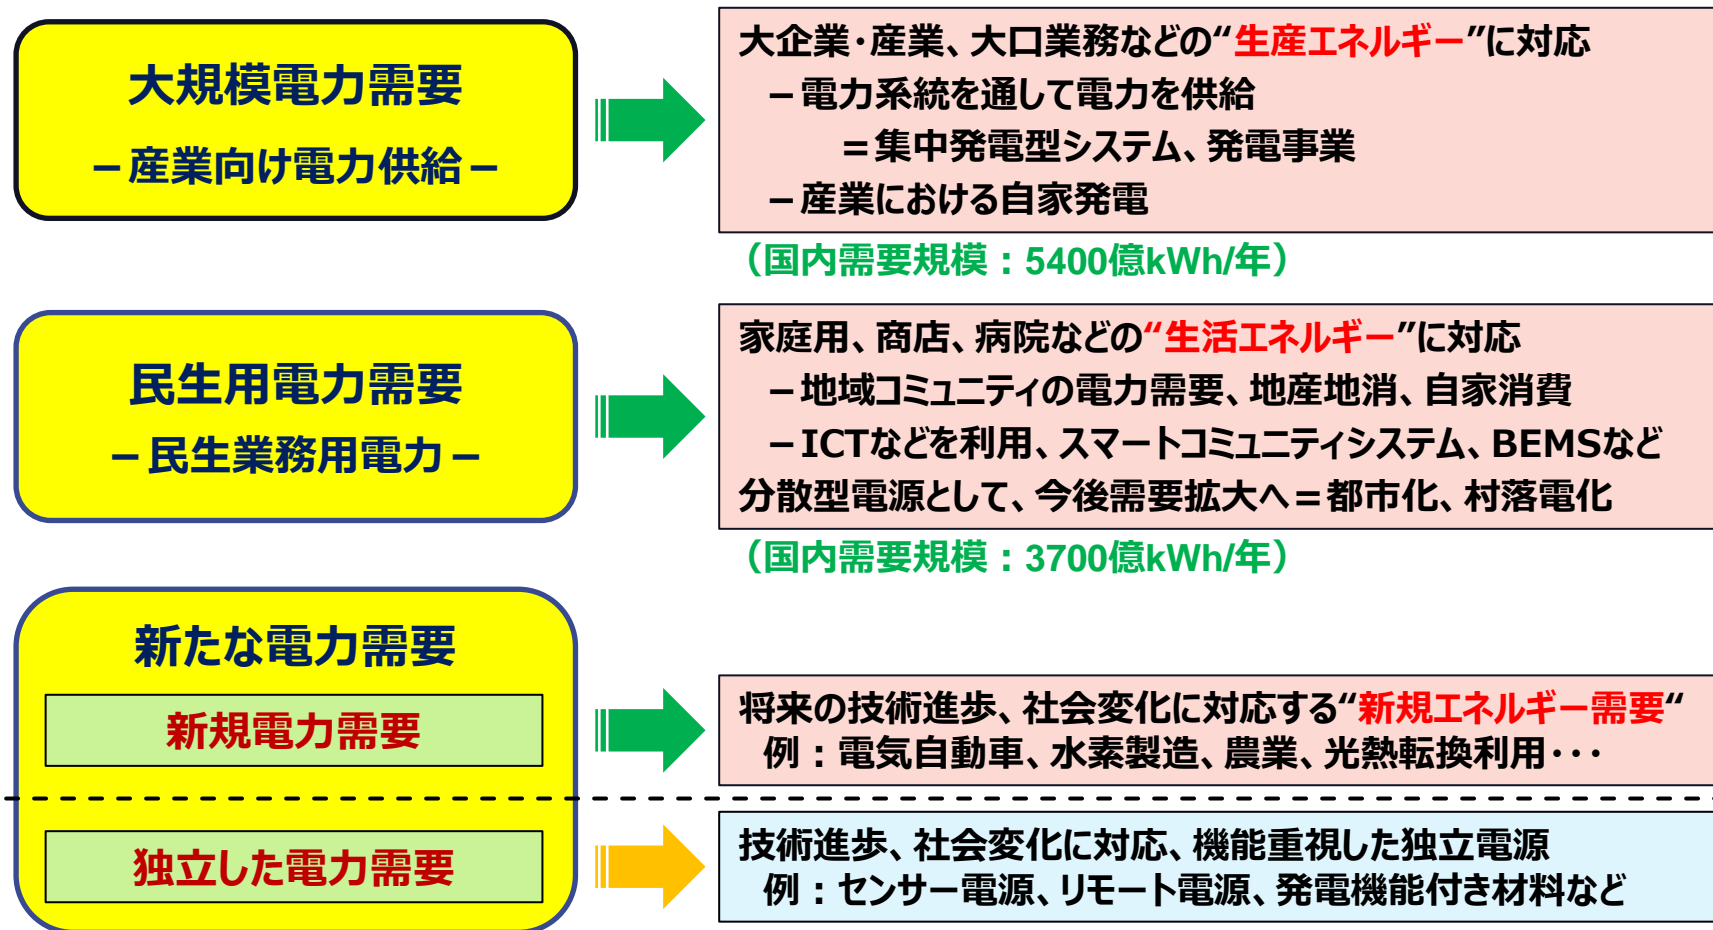 大規模電力需要
－産業向け電力供給－
大企業･産業、大口業務などの“生産エネルギー”に対応
－電力系統を通して電力を供給
＝集中発電型システム、発電事業
－産業における自家発電
（国内需要規模：5400億kWh/年）
民生用電力需要
－民生業務用電力－
家庭用、商店、病院などの“生活エネルギー”に対応
－地域コミュニティの電力需要、地産地消、自家消費
－ICTなどを利用、スマートコミュニティシステム、BEMSなど
分散型電源として、今後需要拡大へ＝都市化、村落電化
（国内需要規模：3700億kWh/年）
新たな電力需要
新規電力需要
将来の技術進歩、社会変化に対応する“新規エネルギー需要“
例：電気自動車、水素製造、農業、光熱転換利用･･･
独立した電力需要
技術進歩、社会変化に対応、機能重視した独立電源
例：センサー電源、リモート電源、発電機能付き材料など